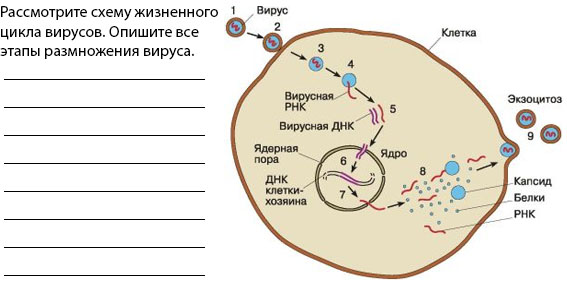 Рассмотрите схему жизненного
цикла вирусов. Опишите все
этапы размножения вируса.
1
Вирус
2
3
4
Клетка
Вирусная
РНК
5
Вирусная ДНК
Экзоцитоз
9
Ядерная
пора
6
Ядро
ДНК
клетки-
хозяина
7
8
Капсид
Белки
РНК